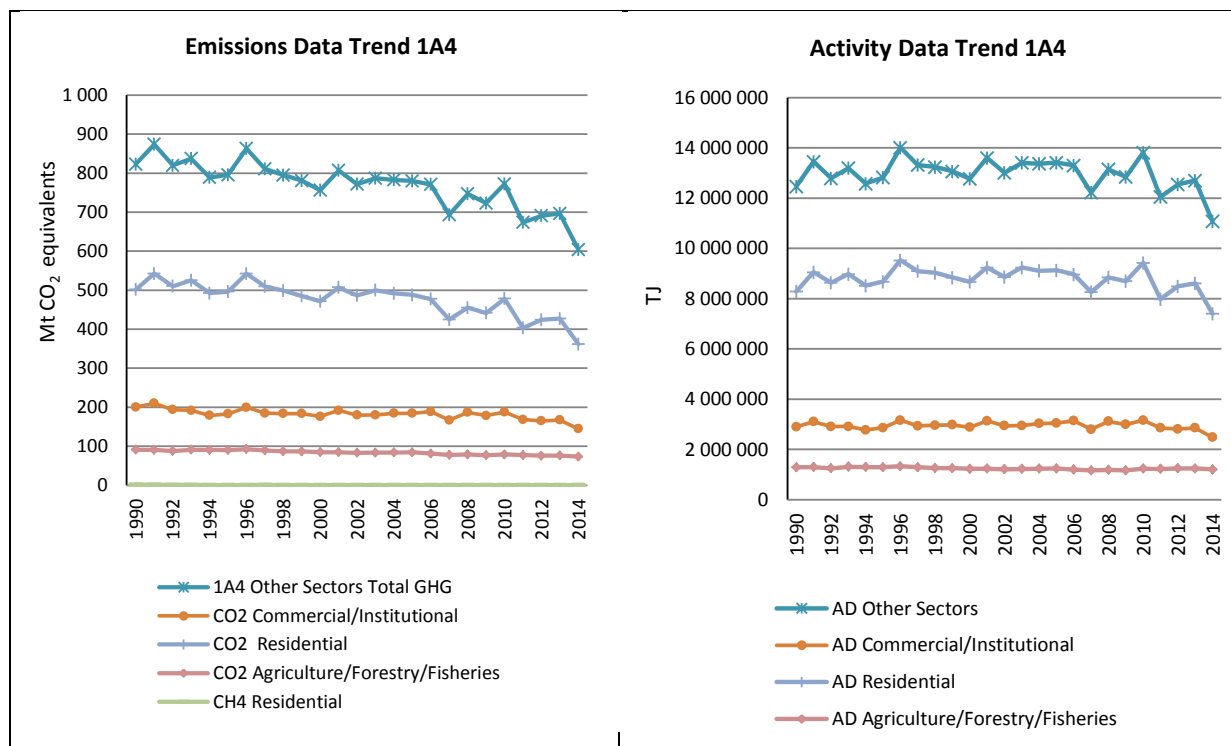 Emissions Data Trend 1A4
1 000
900
800
700
600
500
400
300
200
100
0
Mt CO₂ equivalents
1990
1992
1994
1996
1998
2000
2002
2004
2006
2008
2010
2012
2014
1A4 Other Sectors Total GHG
CO2 Commercial/Institutional
CO2 Residential
CO2 Agriculture/Forestry/Fisheries
CH4 Residential
Activity Data Trend 1A4
16 000 000
14 000 000
12 000 000
10 000 000
8 000 000
6 000 000
4 000 000
2 000 000
0
TJ
1990
1992
1994
1996
1998
2000
2002
2004
2006
2008
2010
2012
2014
AD Other Sectors
AD Commercial/Institutional
AD Residential
AD Agriculture/Forestry/Fisheries